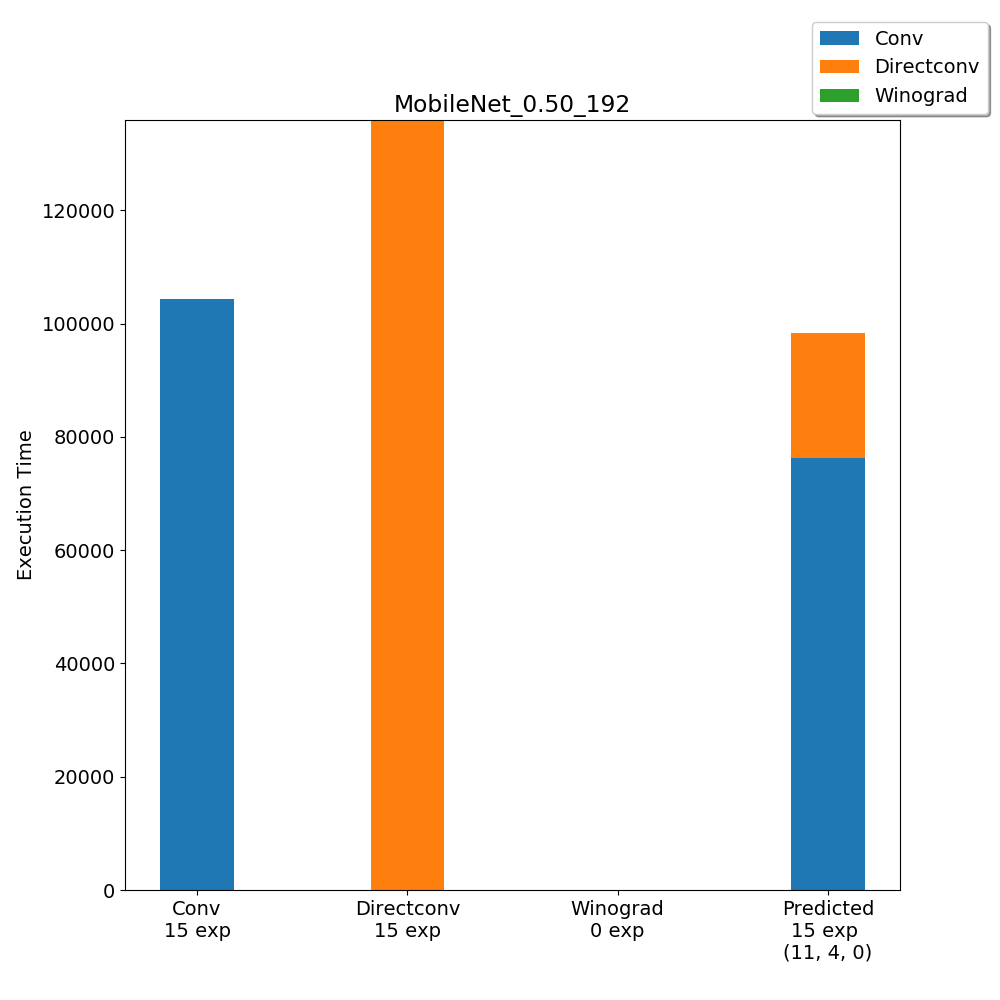 Conv
Directconv
Winograd
MobileNet_0.50_192
Execution Time
120000
100000
80000
60000
40000
20000
0
Conv
15 exp
Directconv
15 exp
Winograd
0 exp
Predicted
15 exp
(11, 4, 0)